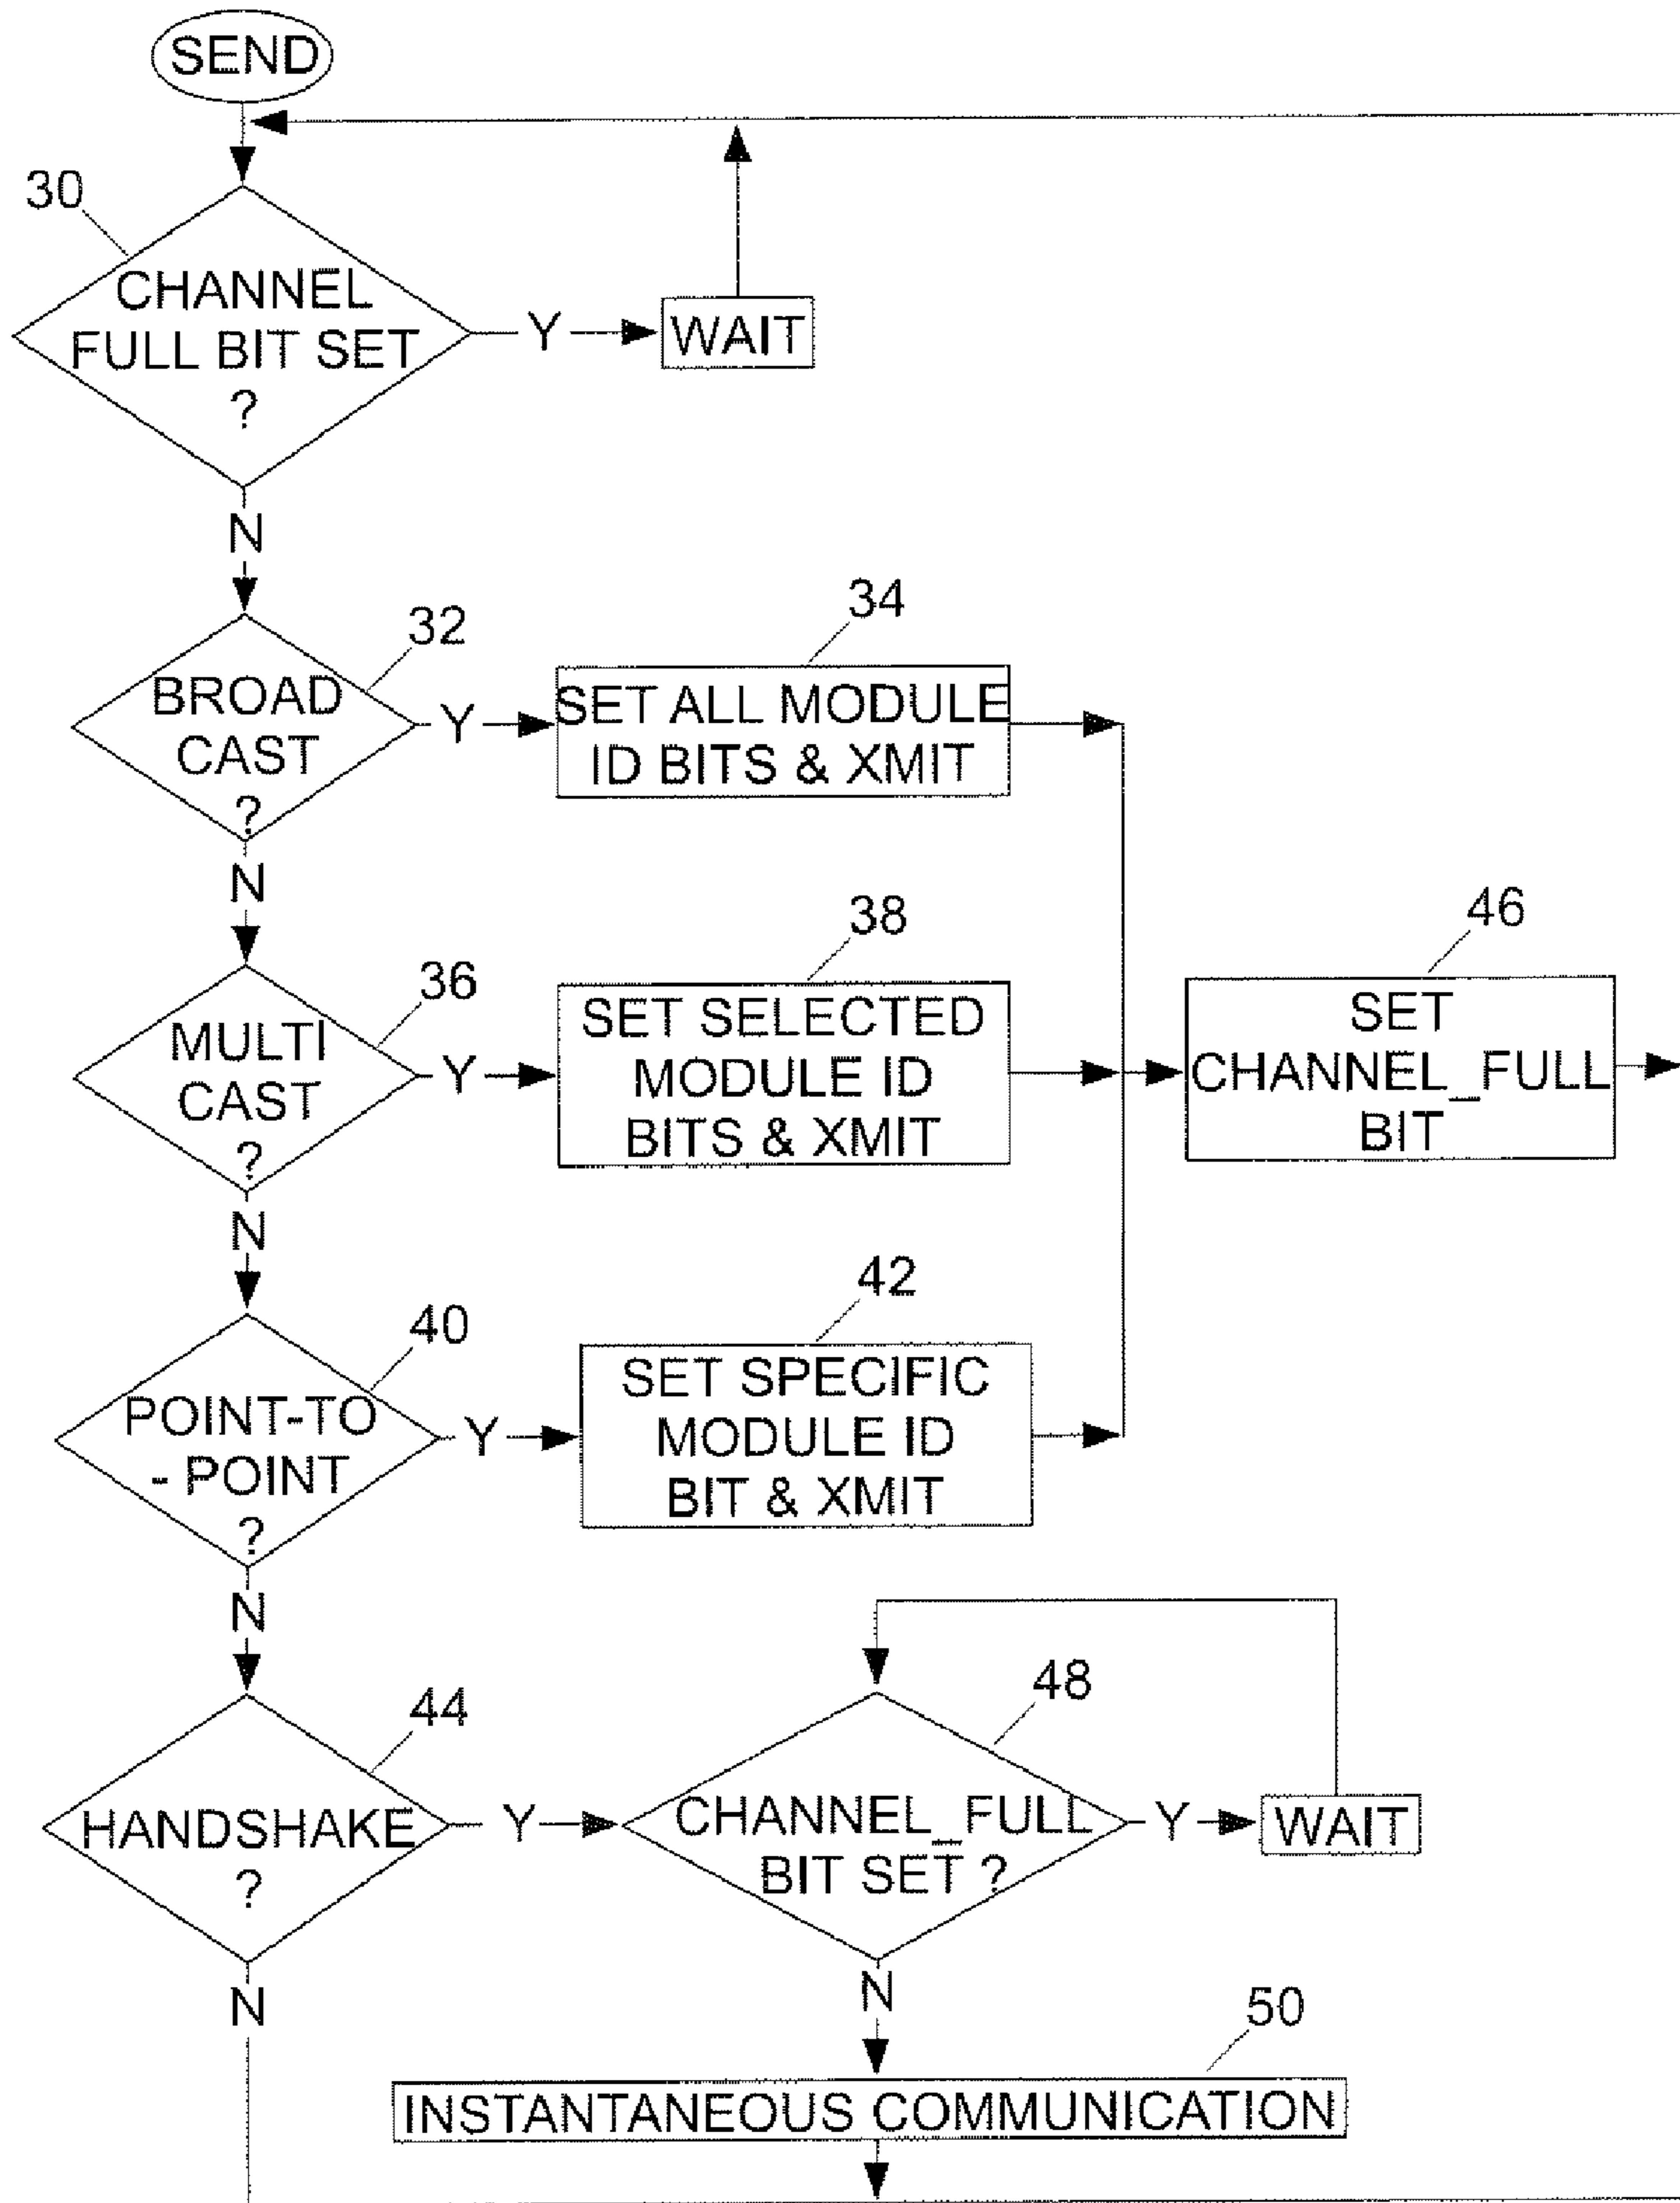 SEND
30
CHANNEL
FULL BIT SET
?
Y
WAIT
N
32
BROAD
CAST
?
Y
34
SET ALL MODULE
ID BITS & XMIT
N
36
MULTI
CAST
?
Y
38
SET SELECTED
MODULE ID
BITS & XMIT
46
SET
CHANNEL_FULL
BIT
N
40
POINT-TO
- POINT
?
Y
42
SET SPECIFIC
MODULE ID
BIT & XMIT
N
44
HANDSHAKE
?
Y
48
CHANNEL_FULL
BIT SET ?
Y
WAIT
N
N
50
INSTANTANEOUS COMMUNICATION